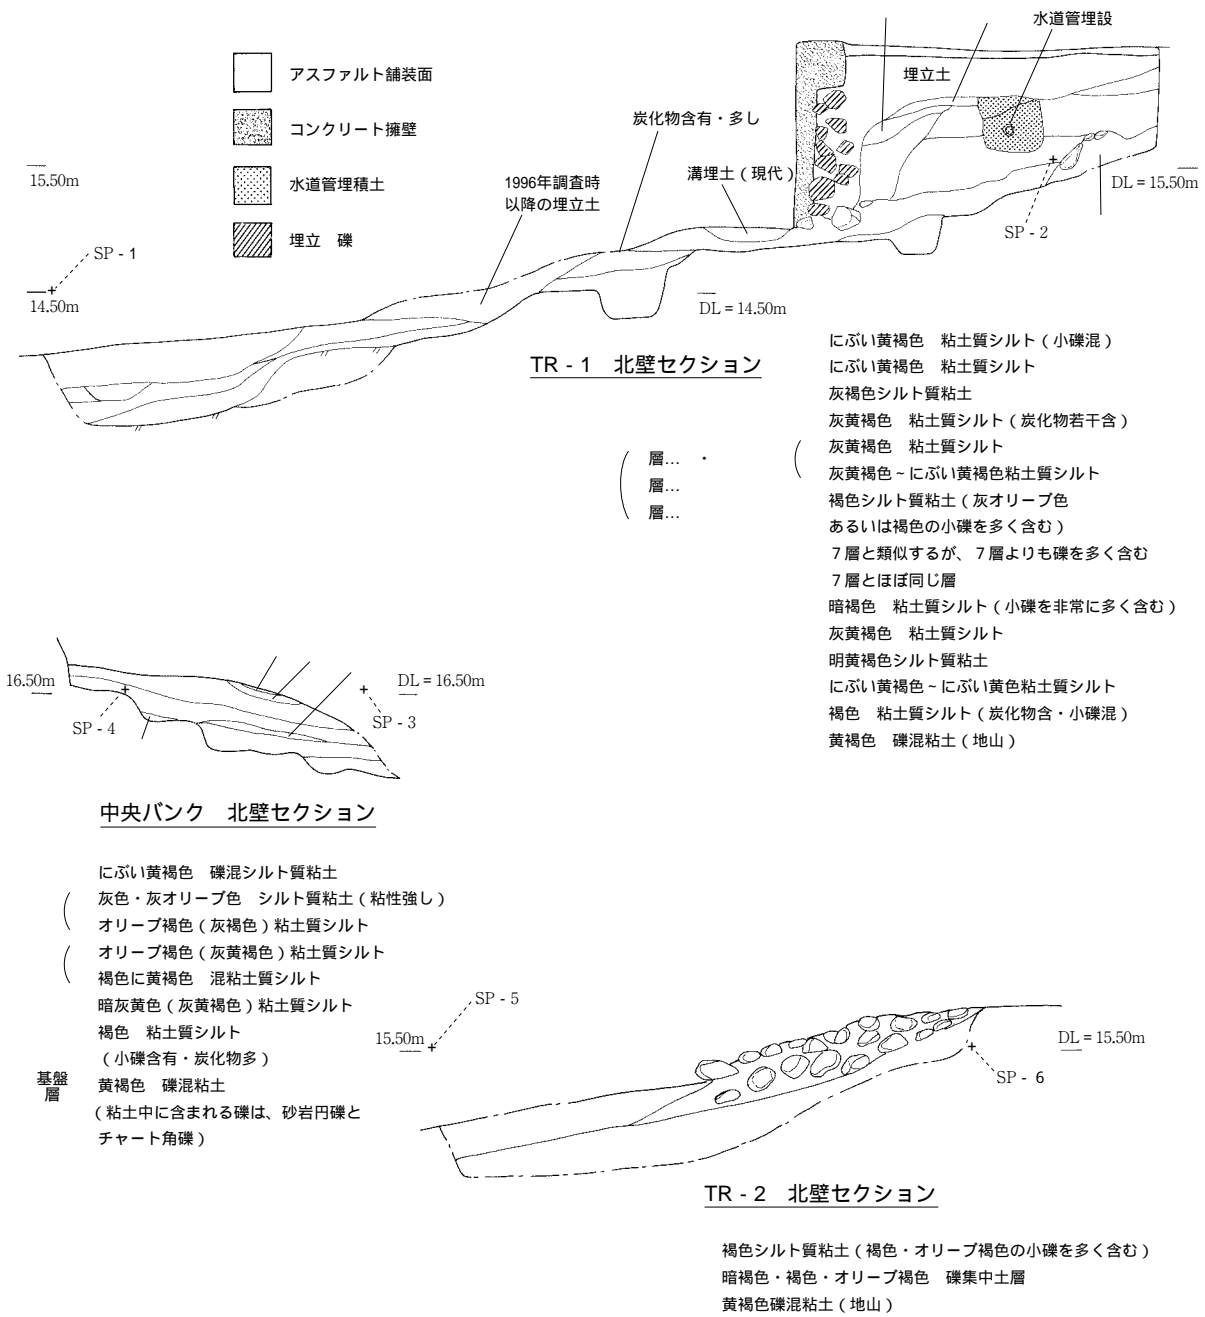 水道管埋設
アスファルト舗装面
コンクリート擁壁
水道管埋積土
埋立　礫
埋立土
炭化物含有・多し
溝埋土（現代）
1996年調査時
以降の埋立土
15.50m
SP - 1
14.50m
DL = 15.50m
SP - 2
DL = 14.50m
TR - 1　北壁セクション
層…　・
層…
層…
にぶい黄褐色　粘土質シルト（小礫混）
にぶい黄褐色　粘土質シルト
灰褐色シルト質粘土
灰黄褐色　粘土質シルト（炭化物若干含）
灰黄褐色　粘土質シルト
灰黄褐色～にぶい黄褐色粘土質シルト
褐色シルト質粘土（灰オリーブ色
あるいは褐色の小礫を多く含む）
７層と類似するが、７層よりも礫を多く含む
７層とほぼ同じ層
暗褐色　粘土質シルト（小礫を非常に多く含む）
灰黄褐色　粘土質シルト
明黄褐色シルト質粘土
にぶい黄褐色～にぶい黄色粘土質シルト
褐色　粘土質シルト（炭化物含・小礫混）
黄褐色　礫混粘土（地山）
16.50m
DL = 16.50m
SP - 4
SP - 3
中央バンク　北壁セクション
にぶい黄褐色　礫混シルト質粘土
灰色・灰オリーブ色　シルト質粘土（粘性強し）
オリーブ褐色（灰褐色）粘土質シルト
オリーブ褐色（灰黄褐色）粘土質シルト
褐色に黄褐色　混粘土質シルト
暗灰黄色（灰黄褐色）粘土質シルト
褐色　粘土質シルト
（小礫含有・炭化物多）
基盤
層
黄褐色　礫混粘土
（粘土中に含まれる礫は、砂岩円礫と
チャート角礫）
SP - 5
15.50m
DL = 15.50m
SP - 6
TR - 2　北壁セクション
褐色シルト質粘土（褐色・オリーブ褐色の小礫を多く含む）
暗褐色・褐色・オリーブ褐色　礫集中土層
黄褐色礫混粘土（地山）